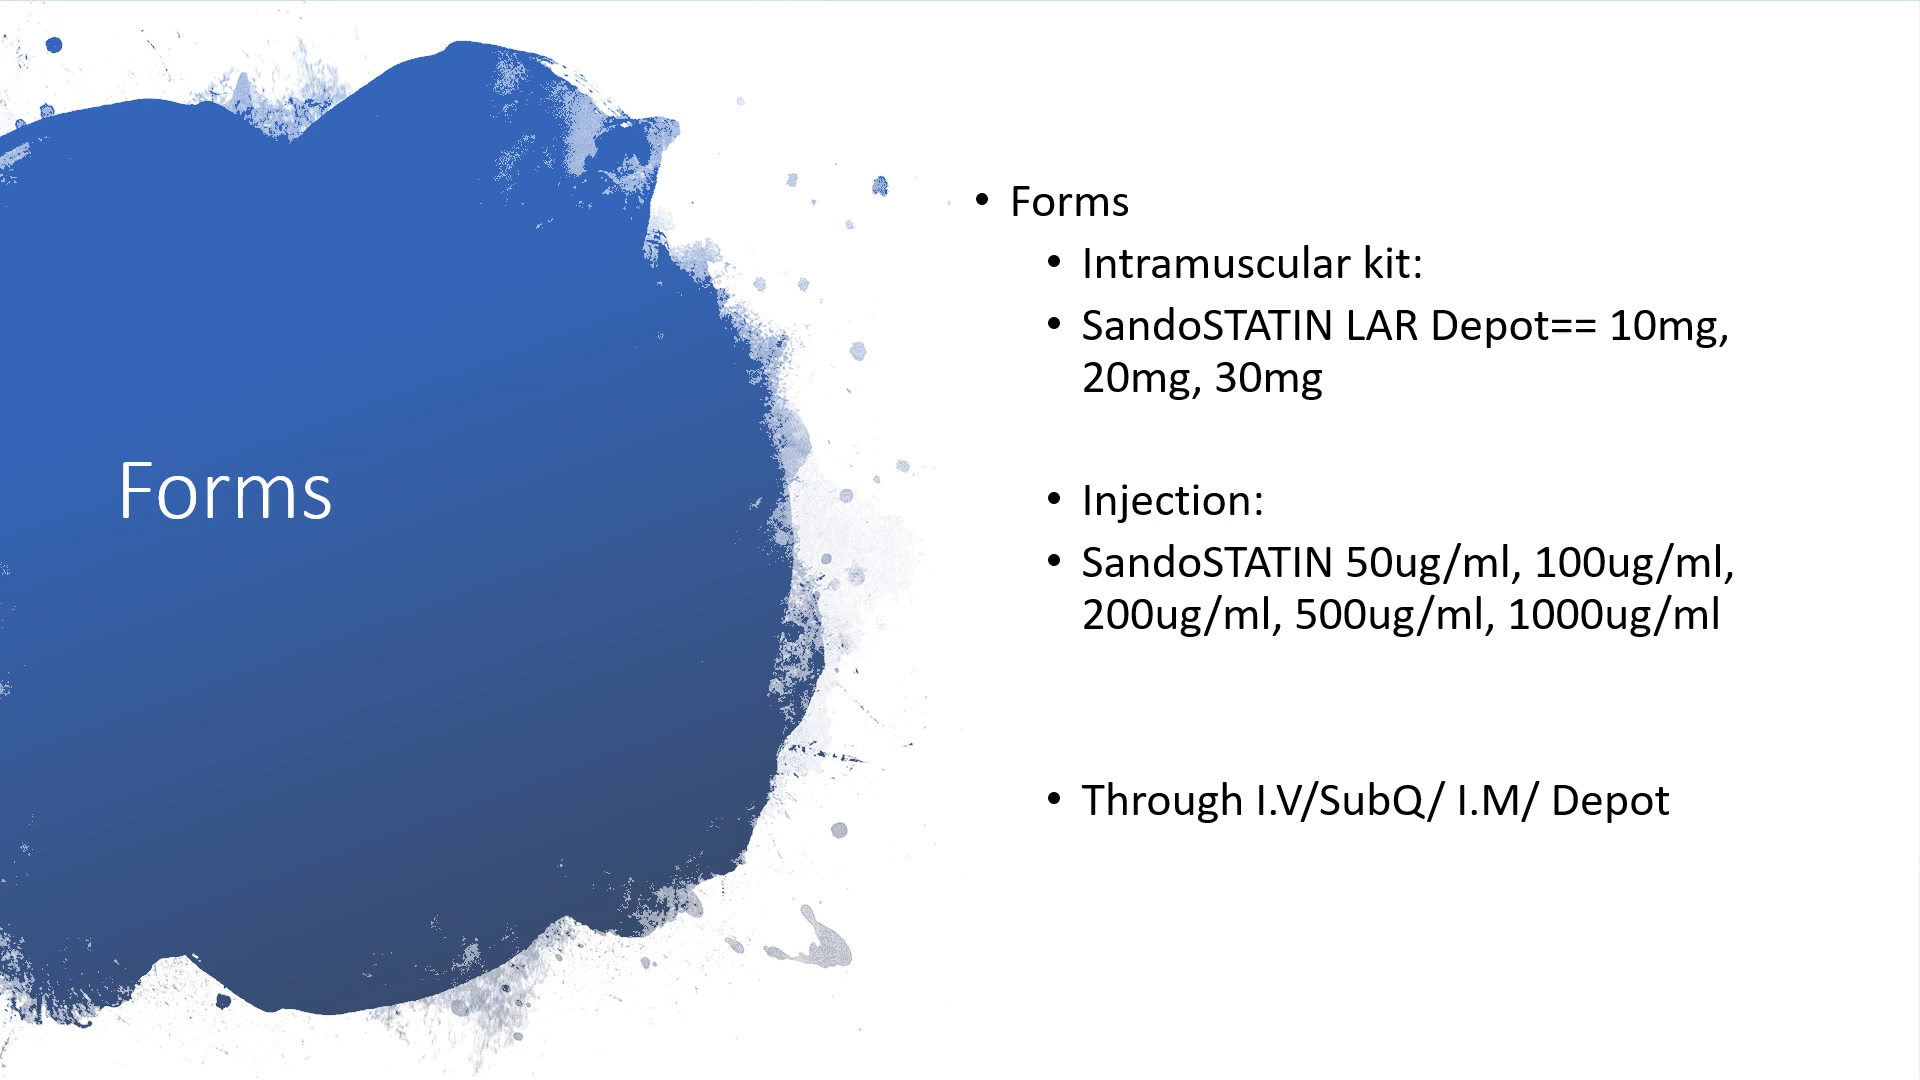 Forms
• Forms
• Intramuscular kit:
• SandoSTATIN LAR Depot== 10mg,
20mg, 30mg
• Injection:
• SandoSTATIN 50ug/ml, 100ug/ml,
200ug/ml, 500ug/ml, 1000ug/ml
• Through I.V/SubQ/ I.M/ Depot